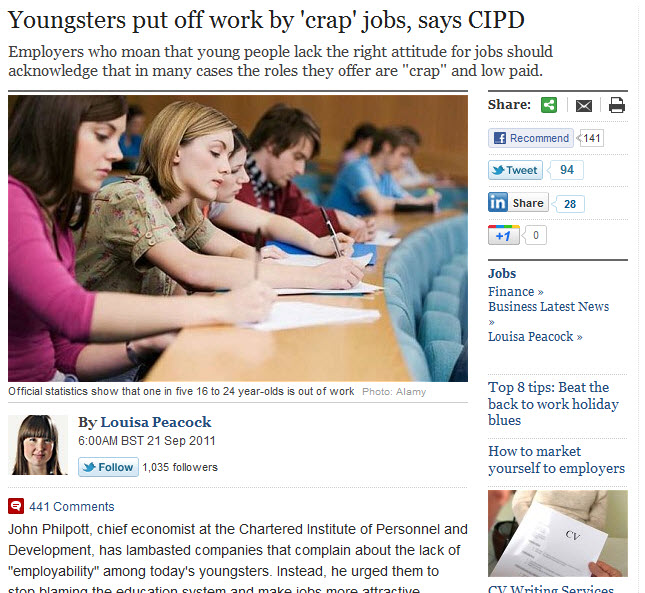 Youngsters put off work by 'crap' jobs, says CIPD
Employers who moan that young people lack the right attitude for jobs should
acknowledge that in many cases the roles they offer are "crap" and low paid.
Official statistics show that one in five 16 to 24 year-olds is out of work Photo: Alamy
By Louisa Peacock
6:00AM BST 21 Sep 2011
Follow 1,035 followers
441 Comments
John Philpott, chief economist at the Chartered Institute of Personnel and
Development, has lambasted companies that complain about the lack of
"employability" among today's youngsters. Instead, he urged them to
stop blaming the education system and make jobs more attractive
Share:
f Recommend 141
Tweet 94
in Share 28
+1 0
Jobs
Finance »
Business Latest News
»
Louisa Peacock »
Top 8 tips: Beat the
back to work holiday
blues
How to market
yourself to employers
CV
CV Writing Services